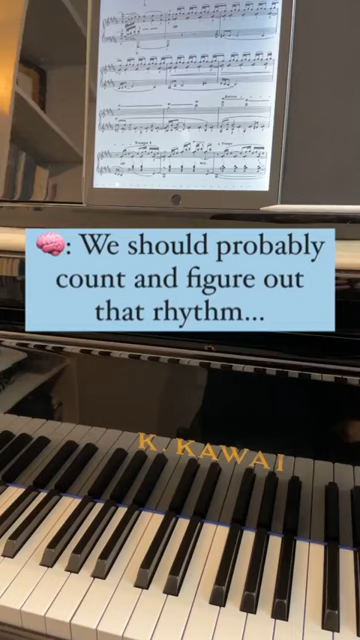 🧠: We should probably
count and figure out
that rhythm...
K. KAWAI